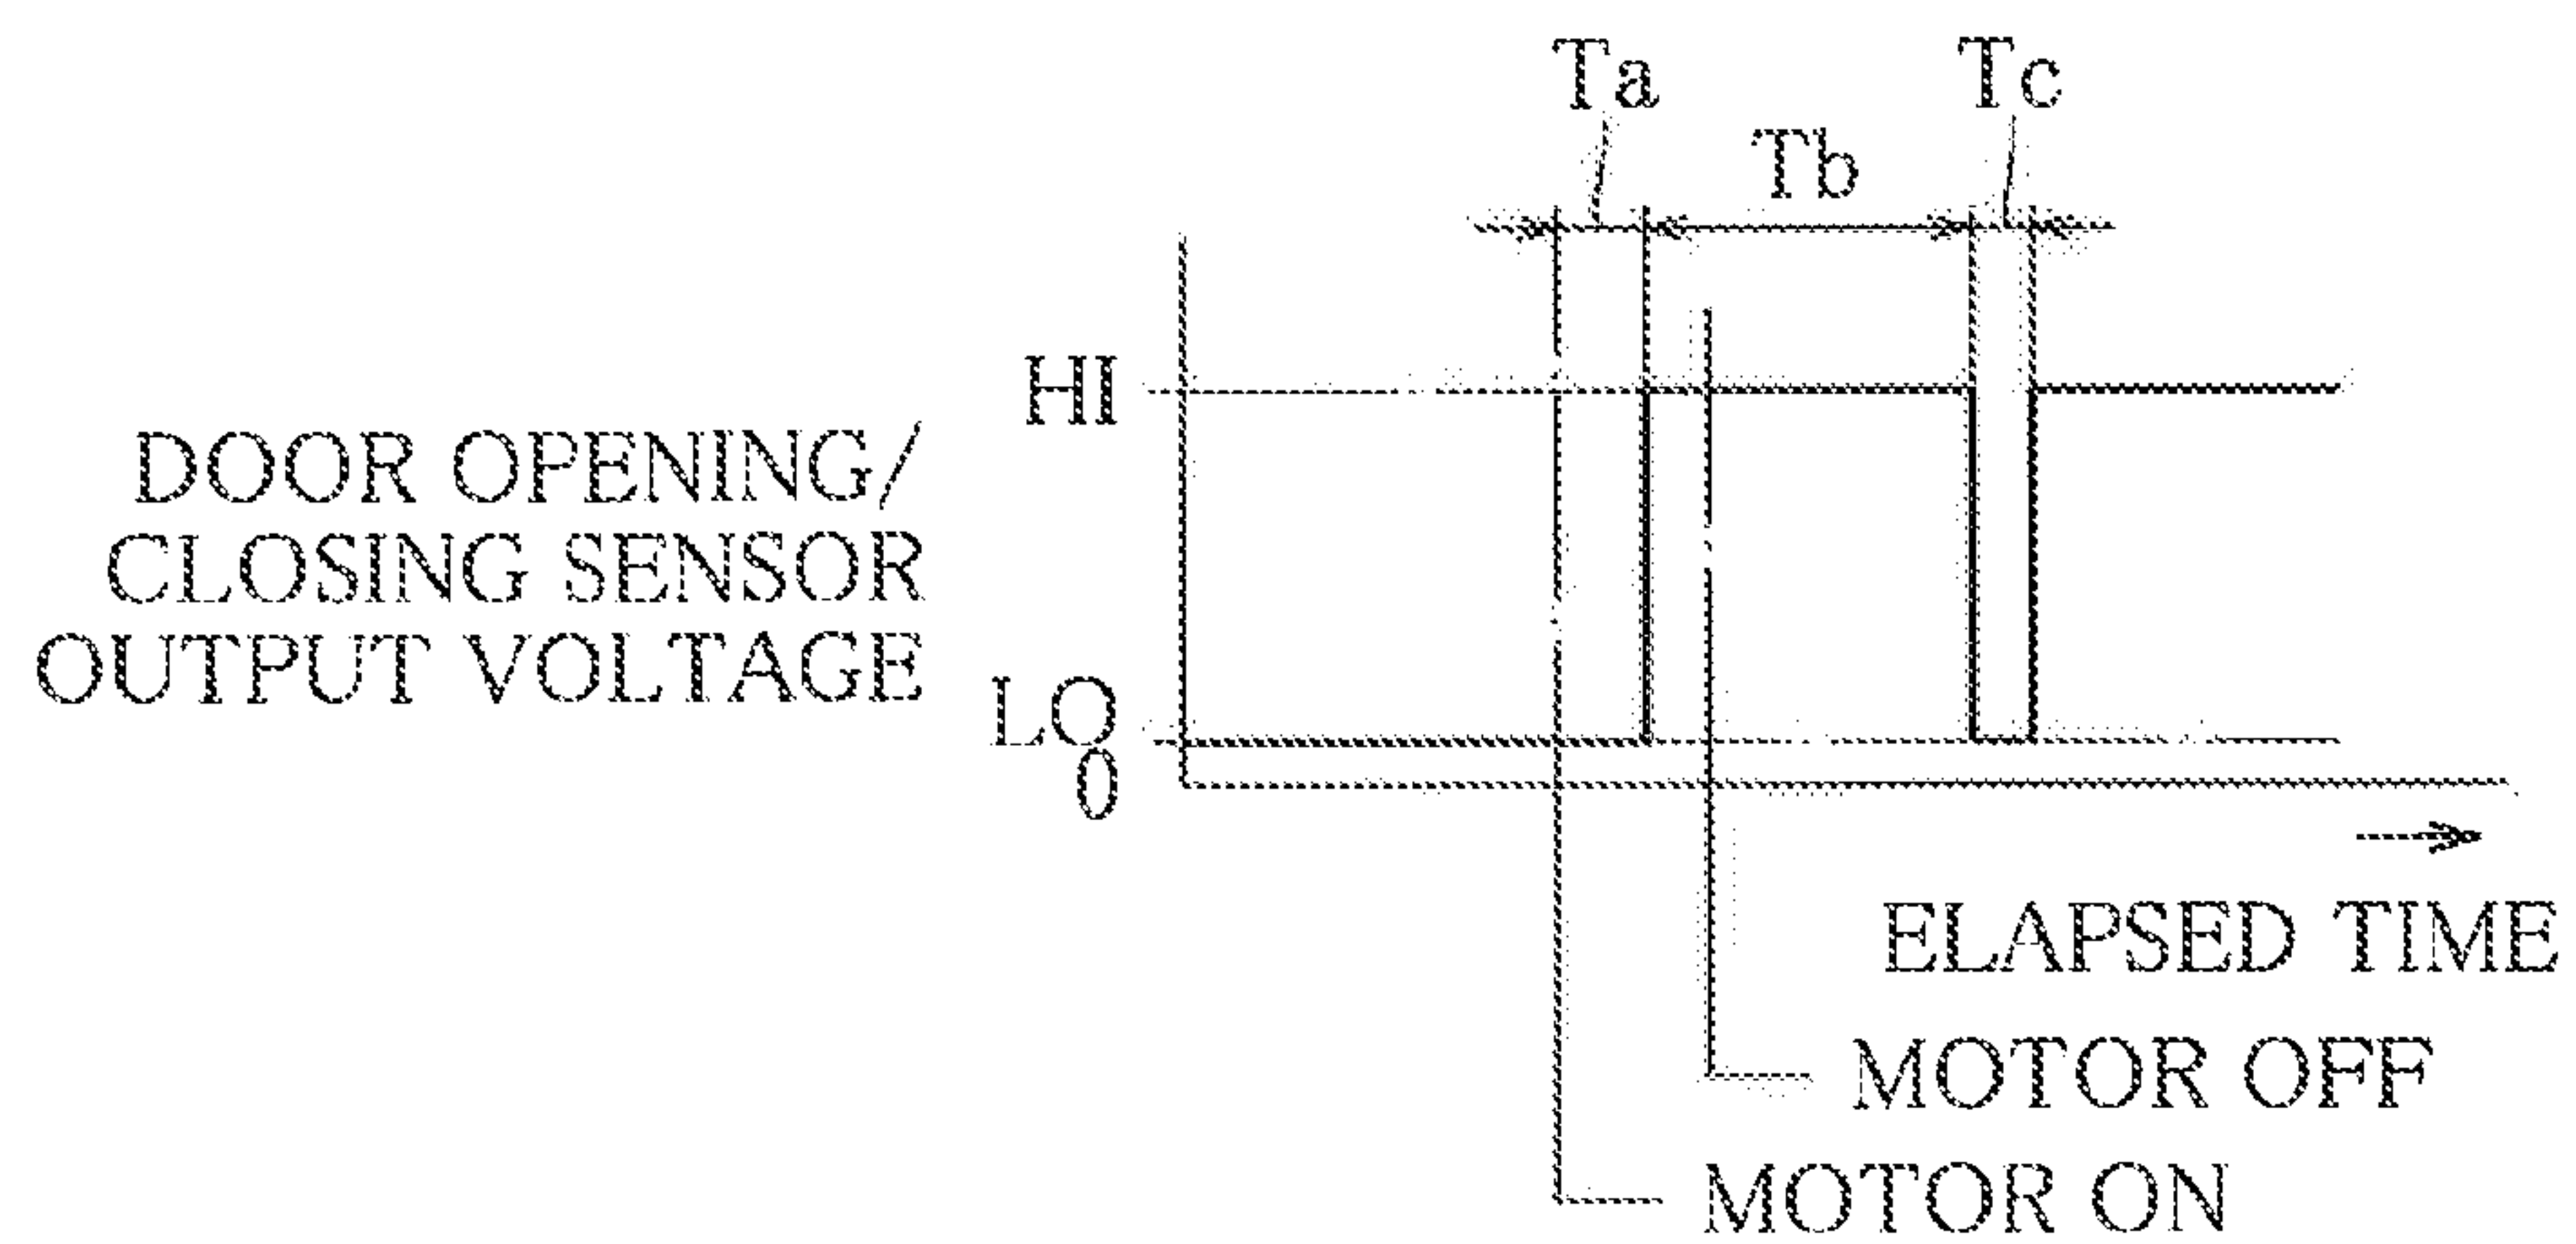 Ta
Tc
Tb
HI
DOOR OPENING/
CLOSING SENSOR
OUTPUT VOLTAGE
LO
0
ELAPSED TIME
MOTOR OFF
MOTOR ON